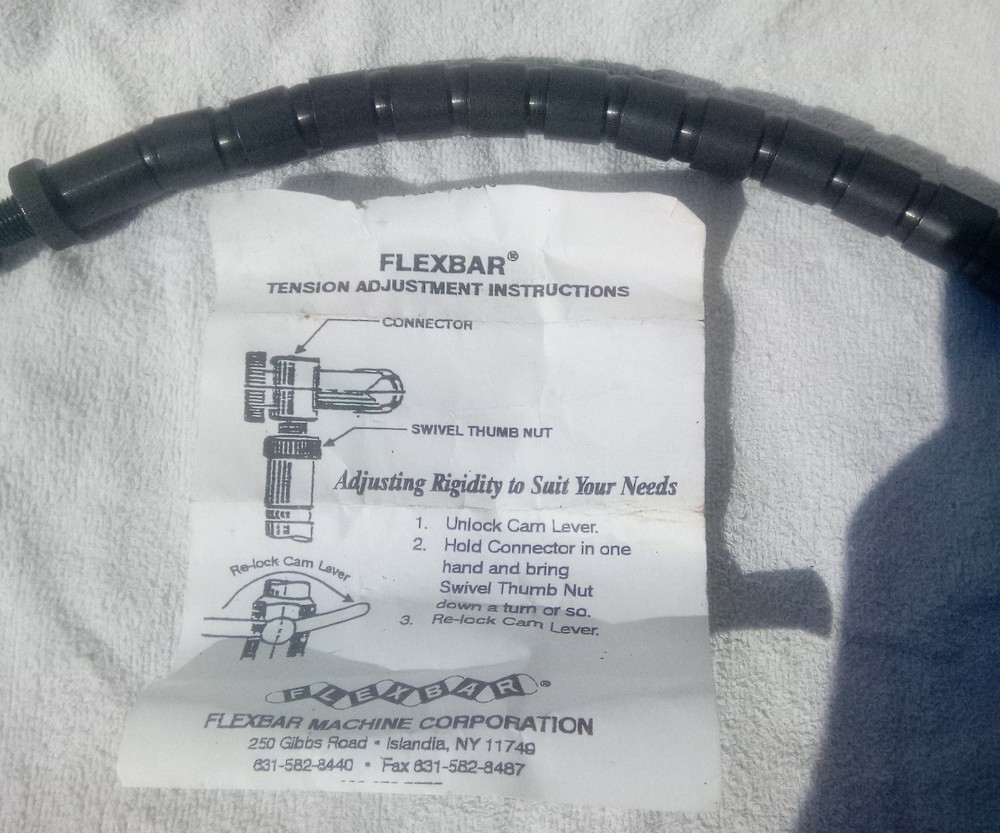 FLEXBAR®
TENSION ADJUSTMENT INSTRUCTIONS
CONNECTOR
SWIVEL THUMB NUT
Adjusting Rigidity to Suit Your Needs
1. Unlock Cam Lever.
2. Hold Connector in one
hand and bring
Swivel Thumb Nut
down a turn or so.
3. Re-lock Cam Lever.
Re-lock Cam Lever
FLEXBAR®
FLEXBAR MACHINE CORPORATION
250 Gibbs Road • Islandia, NY 11749
631-582-8440 • Fax 631-582-8487